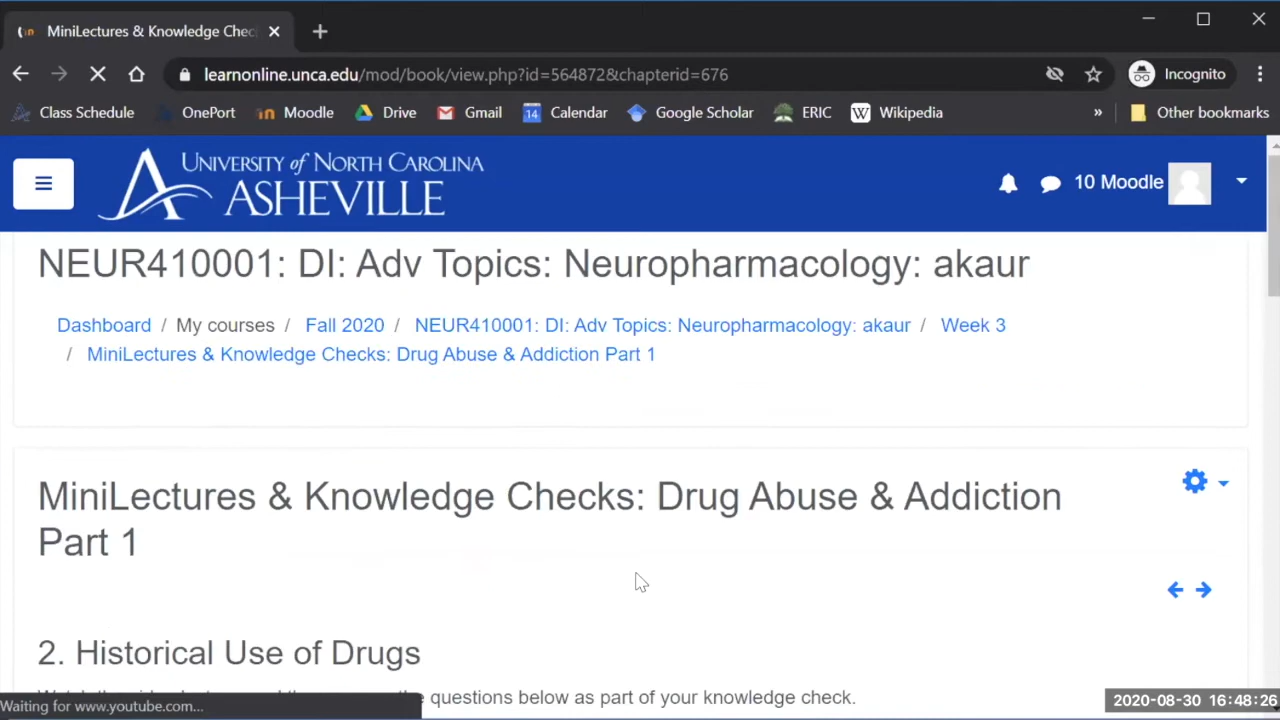 MiniLectures & Knowledge Chec
learnonline.unca.edu/mod/book/view.php?id=564872&chapterid=676
Incognito
Class Schedule OnePort Moodle Drive Gmail 14 Calendar Google Scholar ERIC W Wikipedia » Other bookmarks
UNIVERSITY of NORTH CAROLINA
ASHEVILLE
10 Moodle
NEUR410001: DI: Adv Topics: Neuropharmacology: akaur
Dashboard / My courses / Fall 2020 / NEUR410001: DI: Adv Topics: Neuropharmacology: akaur / Week 3
/ MiniLectures & Knowledge Checks: Drug Abuse & Addiction Part 1
MiniLectures & Knowledge Checks: Drug Abuse & Addiction
Part 1
2. Historical Use of Drugs
questions below as part of your knowledge check.
Waiting for www.youtube.com...
2020-08-30 16:48:26